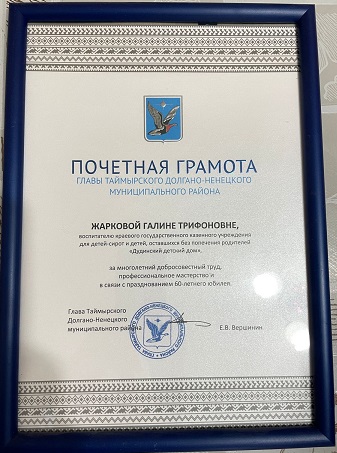 ПОЧЕТНАЯ ГРАМОТА
ГЛАВЫ ТАЙМЫРСКОГО ДОЛГАНО-НЕНЕЦКОГО
МУНИЦИПАЛЬНОГО РАЙОНА
ЖАРКОВОЙ ГАЛИНЕ ТРИФОНОВНЕ,
воспитателю краевого государственного казенного учреждения
для детей-сирот и детей, оставшихся без попечения родителей
«Дудинский детский дом»,
за многолетний добросовестный труд,
профессиональное мастерство и
в связи с празднованием 60-летнего юбилея.
Глава Таймырского
Долгано-Ненецкого
муниципального района
Е.В. Вершинин